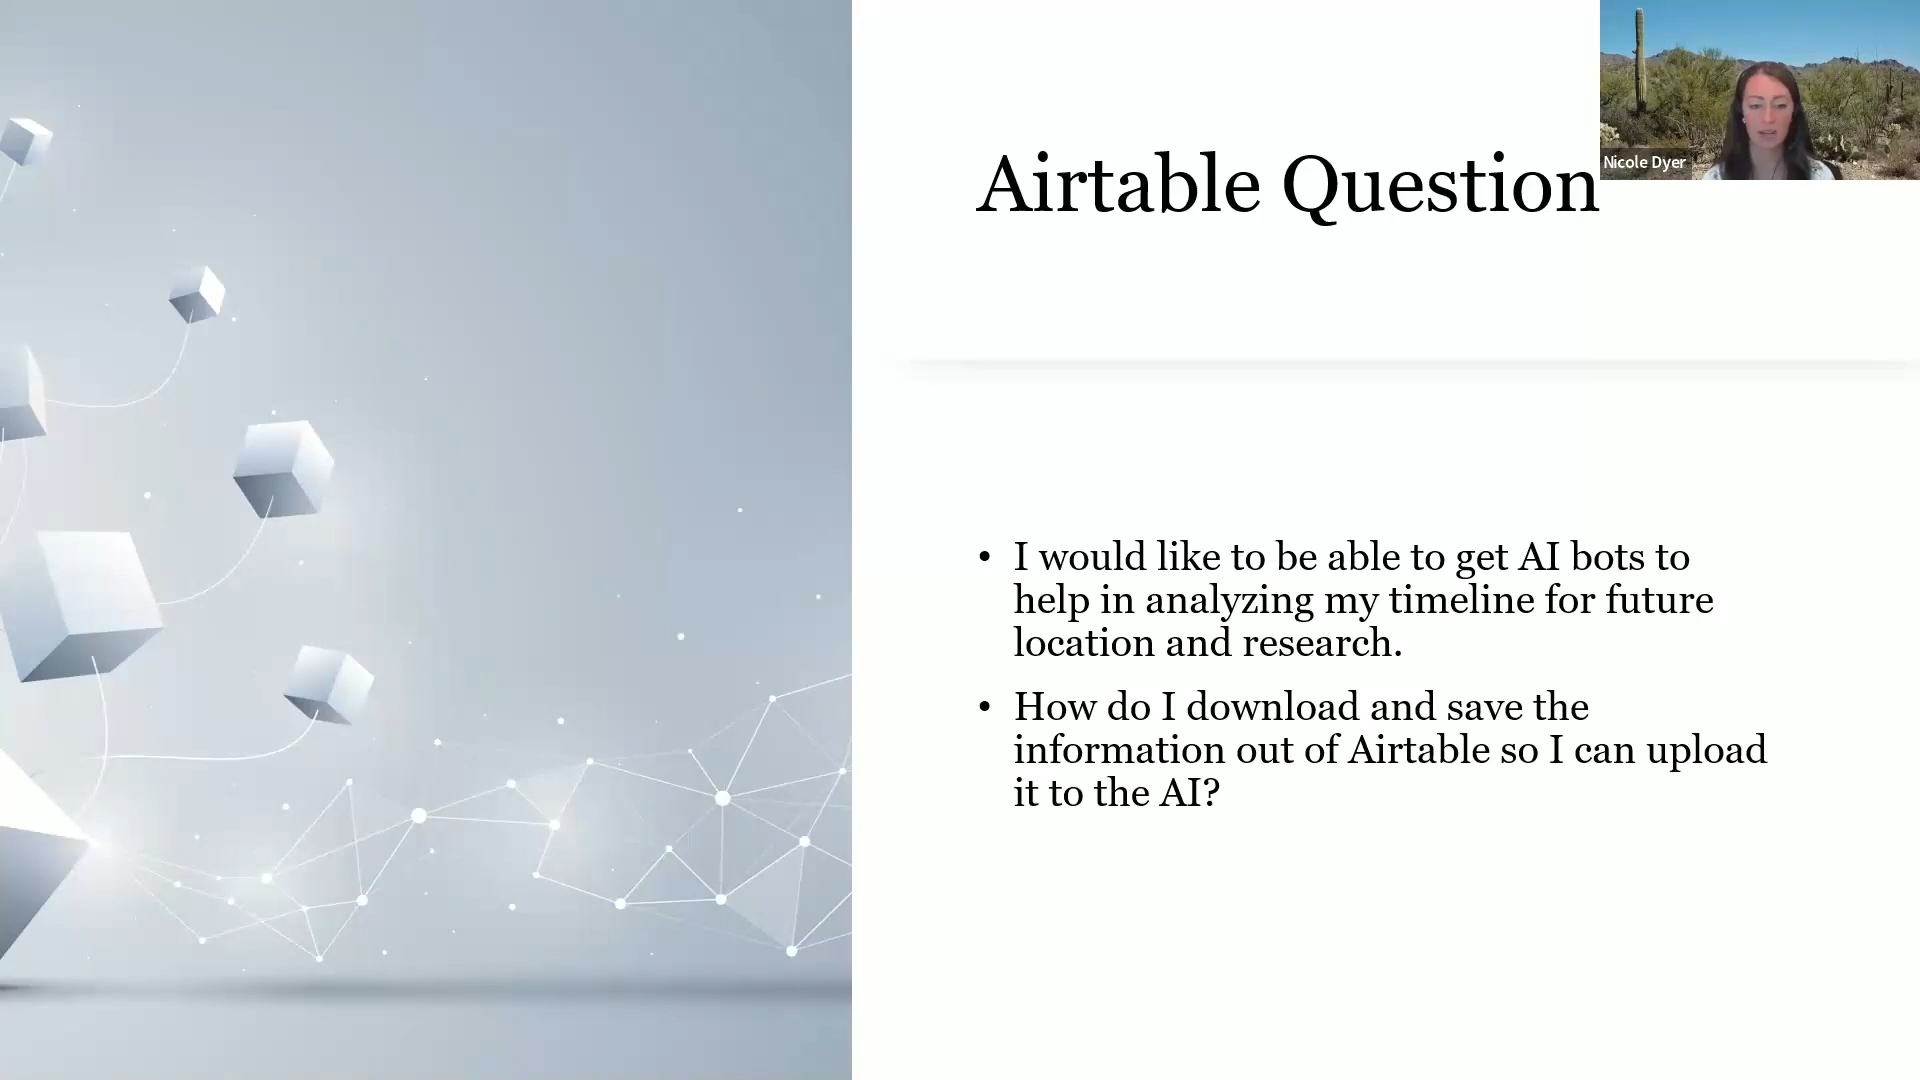 Airtable Question
Nicole Dyer
• I would like to be able to get AI bots to
help in analyzing my timeline for future
location and research.
• How do I download and save the
information out of Airtable so I can upload
it to the AI?